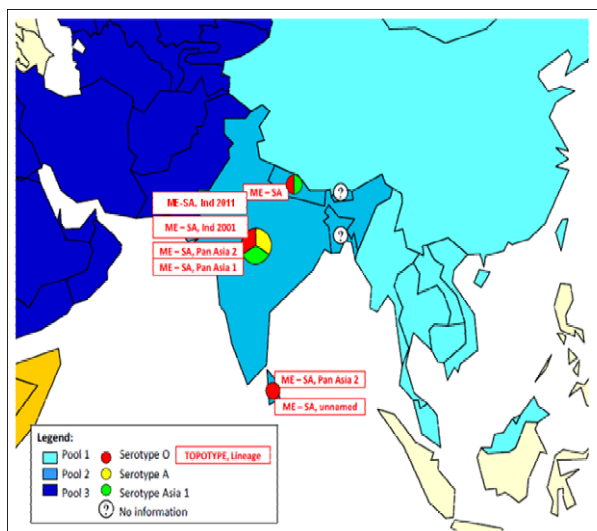 ME – SA
ME-SA, Ind 2011
ME – SA, Ind 2001
ME – SA, Pan Asia 2
ME – SA, Pan Asia 1
?
?
ME – SA, Pan Asia 2
ME – SA, unnamed
Legend:
Pool 1
Pool 2
Pool 3
Serotype O
Serotype A
Serotype Asia 1
? No information
TOPOTYPE, Lineage